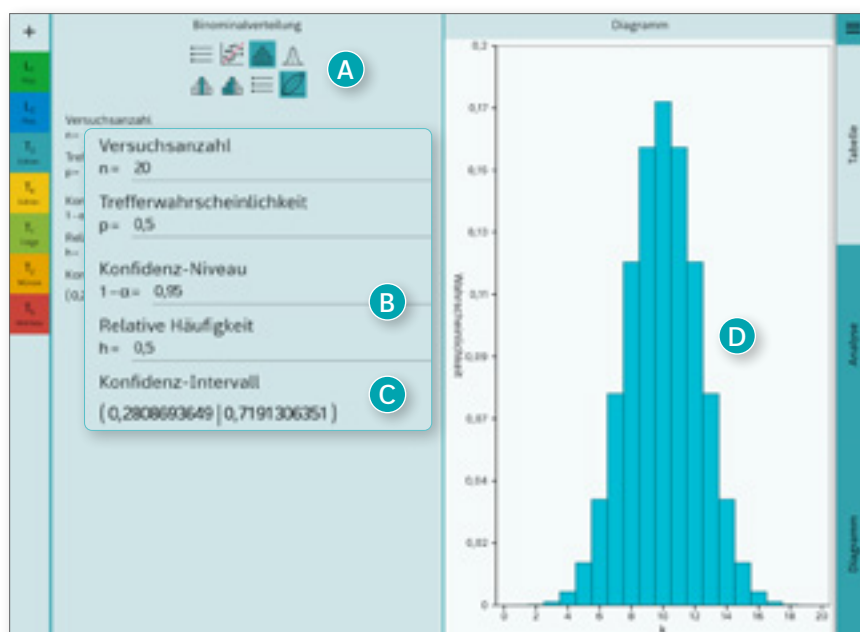 +
Binominalverteilung
A
Versuchsanzahl
n=
Versuchsanzahl
n= 20
Trefferwahrscheinlichkeit
p= 0,5
Konfidenz-Niveau
1-α= 0,95
B
Relative Häufigkeit
h= 0,5
Konfidenz-Intervall
C
(0,2808693649 | 0,7191306351)
Diagramm
0,2
0,17
0,15
0,13
0,11
0,09
0,07
0,04
0,02
0
Wahrscheinlichkeit
D
0 2 4 6 8 10 12 14 16 18 20
k
Tabelle
Analyse
Diagramm